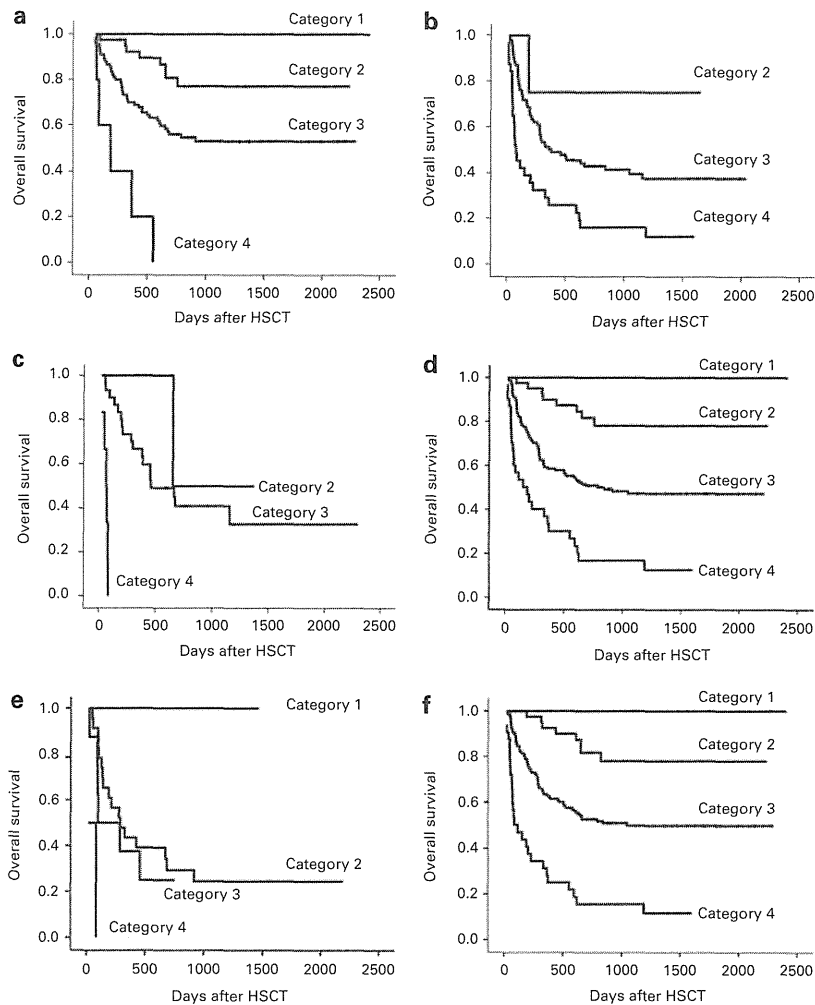 a
Overall survival
1.0
0.8
0.6
0.4
0.2
0.0
Category 1
Category 2
Category 3
Category 4
0 500 1000 1500 2000 2500
Days after HSCT
b
Overall survival
1.0
0.8
0.6
0.4
0.2
0.0
Category 2
Category 3
Category 4
0 500 1000 1500 2000 2500
Days after HSCT
c
Overall survival
1.0
0.8
0.6
0.4
0.2
0.0
Category 2
Category 3
Category 4
0 500 1000 1500 2000 2500
Days after HSCT
d
Overall survival
1.0
0.8
0.6
0.4
0.2
0.0
Category 1
Category 2
Category 3
Category 4
0 500 1000 1500 2000 2500
Days after HSCT
e
Overall survival
1.0
0.8
0.6
0.4
0.2
0.0
Category 1
Category 2
Category 3
Category 4
0 500 1000 1500 2000 2500
Days after HSCT
f
Overall survival
1.0
0.8
0.6
0.4
0.2
0.0
Category 1
Category 2
Category 3
Category 4
0 500 1000 1500 2000 2500
Days after HSCT